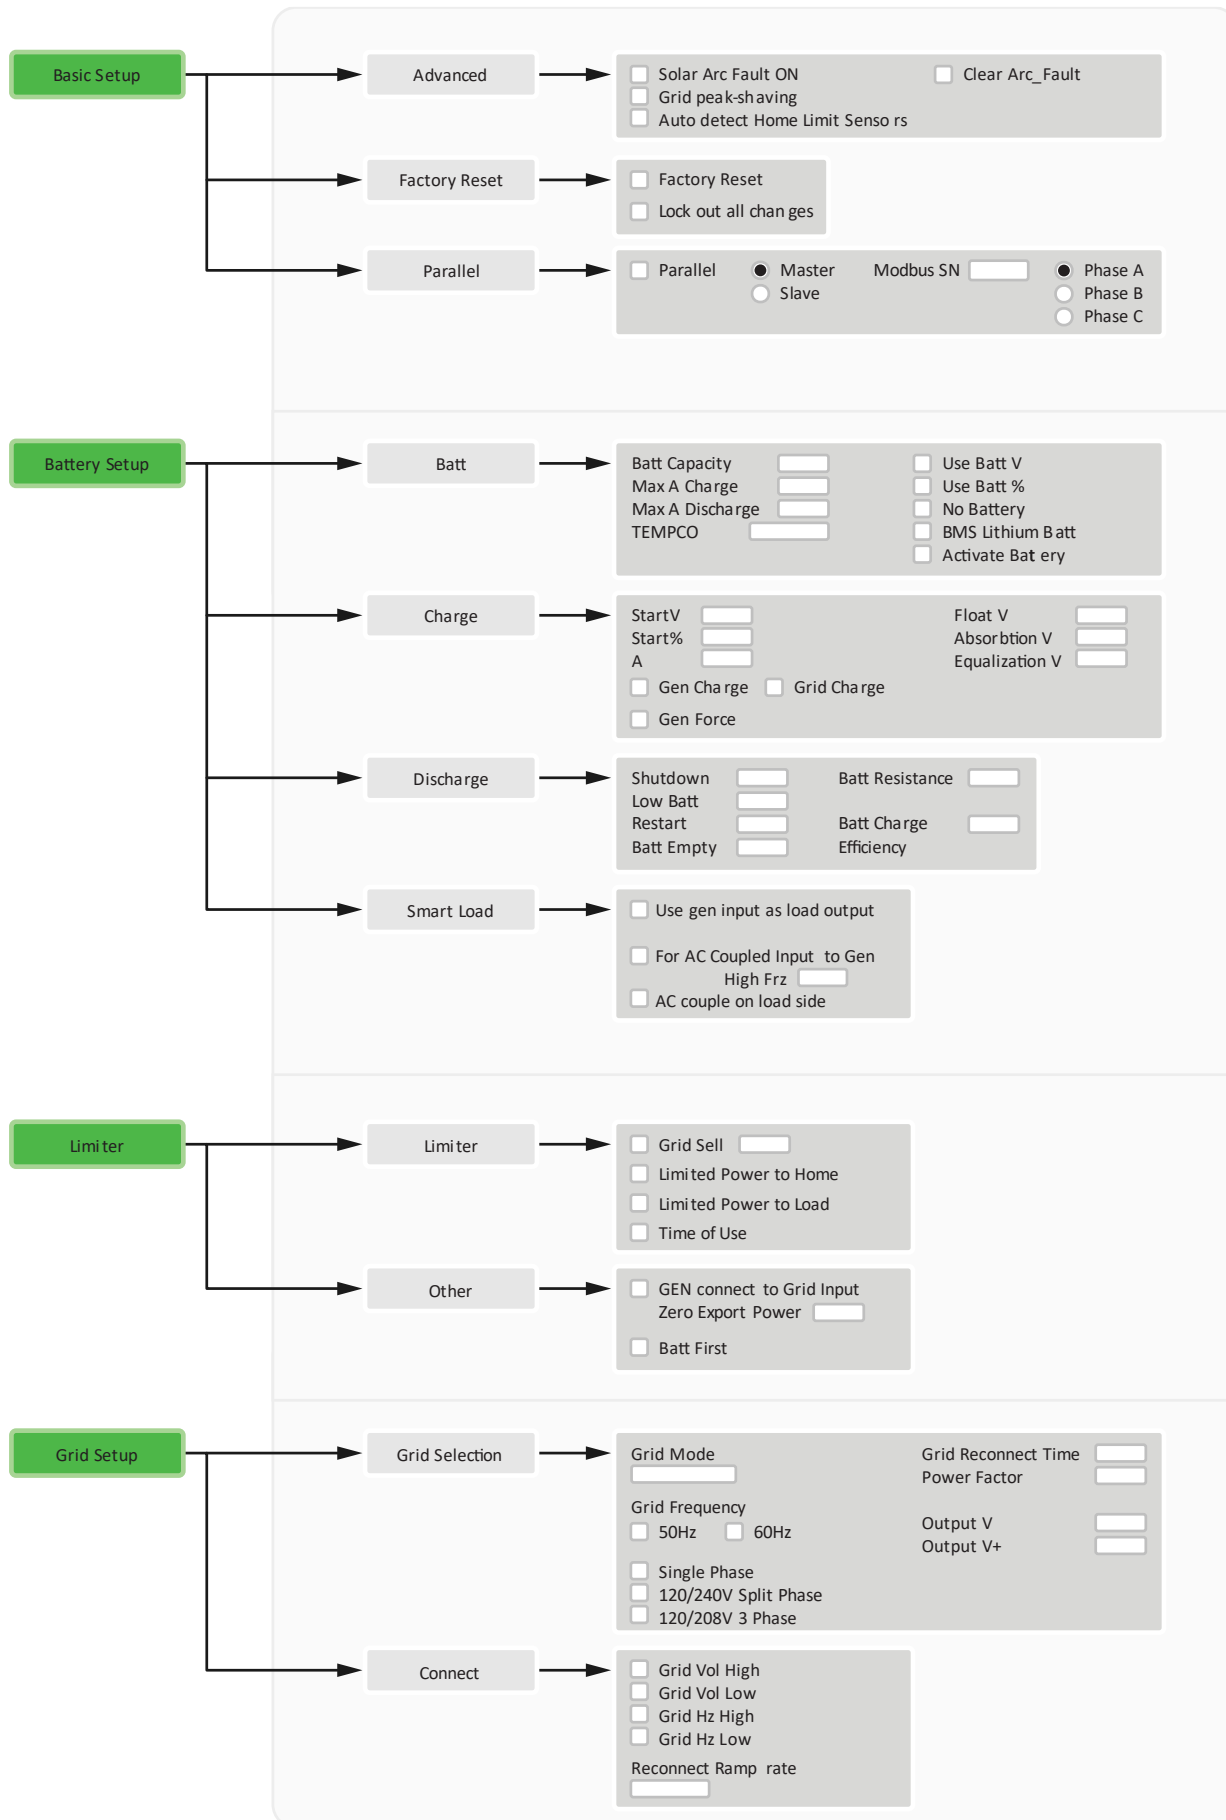 Basic Setup
Advanced
Solar Arc Fault ON
Clear Arc_Fault
Grid peak-shaving
Auto detect Home Limit Sensors
Factory Reset
Factory Reset
Lock out all changes
Parallel
Parallel
Master
Modbus SN
Phase A
Slave
Phase B
Phase C
Battery Setup
Batt
Batt Capacity
Use Batt V
Max A Charge
Use Batt %
Max A Discharge
No Battery
TEMPCO
BMS Lithium Batt
Activate Bat ery
Charge
StartV
Float V
Start%
Absorbtion V
A
Equalization V
Gen Charge
Grid Charge
Gen Force
Discharge
Shutdown
Batt Resistance
Low Batt
Restart
Batt Charge
Batt Empty
Efficiency
Smart Load
Use gen input as load output
For AC Coupled Input to Gen
High Frz
AC couple on load side
Limiter
Limiter
Grid Sell
Limited Power to Home
Limited Power to Load
Time of Use
Other
GEN connect to Grid Input
Zero Export Power
Batt First
Grid Setup
Grid Selection
Grid Mode
Grid Reconnect Time
Power Factor
Grid Frequency
50Hz
60Hz
Output V
Output V+
Single Phase
120/240V Split Phase
120/208V 3 Phase
Connect
Grid Vol High
Grid Vol Low
Grid Hz High
Grid Hz Low
Reconnect Ramp rate